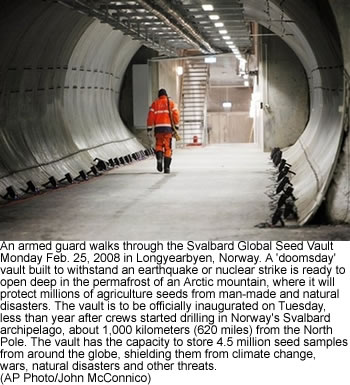 An armed guard walks through the Svalbard Global Seed Vault
Monday Feb. 25, 2008 in Longyearbyen, Norway. A 'doomsday'
vault built to withstand an earthquake or nuclear strike is ready to
open deep in the permafrost of an Arctic mountain, where it will
protect millions of agriculture seeds from man-made and natural
disasters. The vault is to be officially inaugurated on Tuesday,
less than year after crews started drilling in Norway's Svalbard
archipelago, about 1,000 kilometers (620 miles) from the North
Pole. The vault has the capacity to store 4.5 million seed samples
from around the globe, shielding them from climate change,
wars, natural disasters and other threats.
(AP Photo/John McConnico)